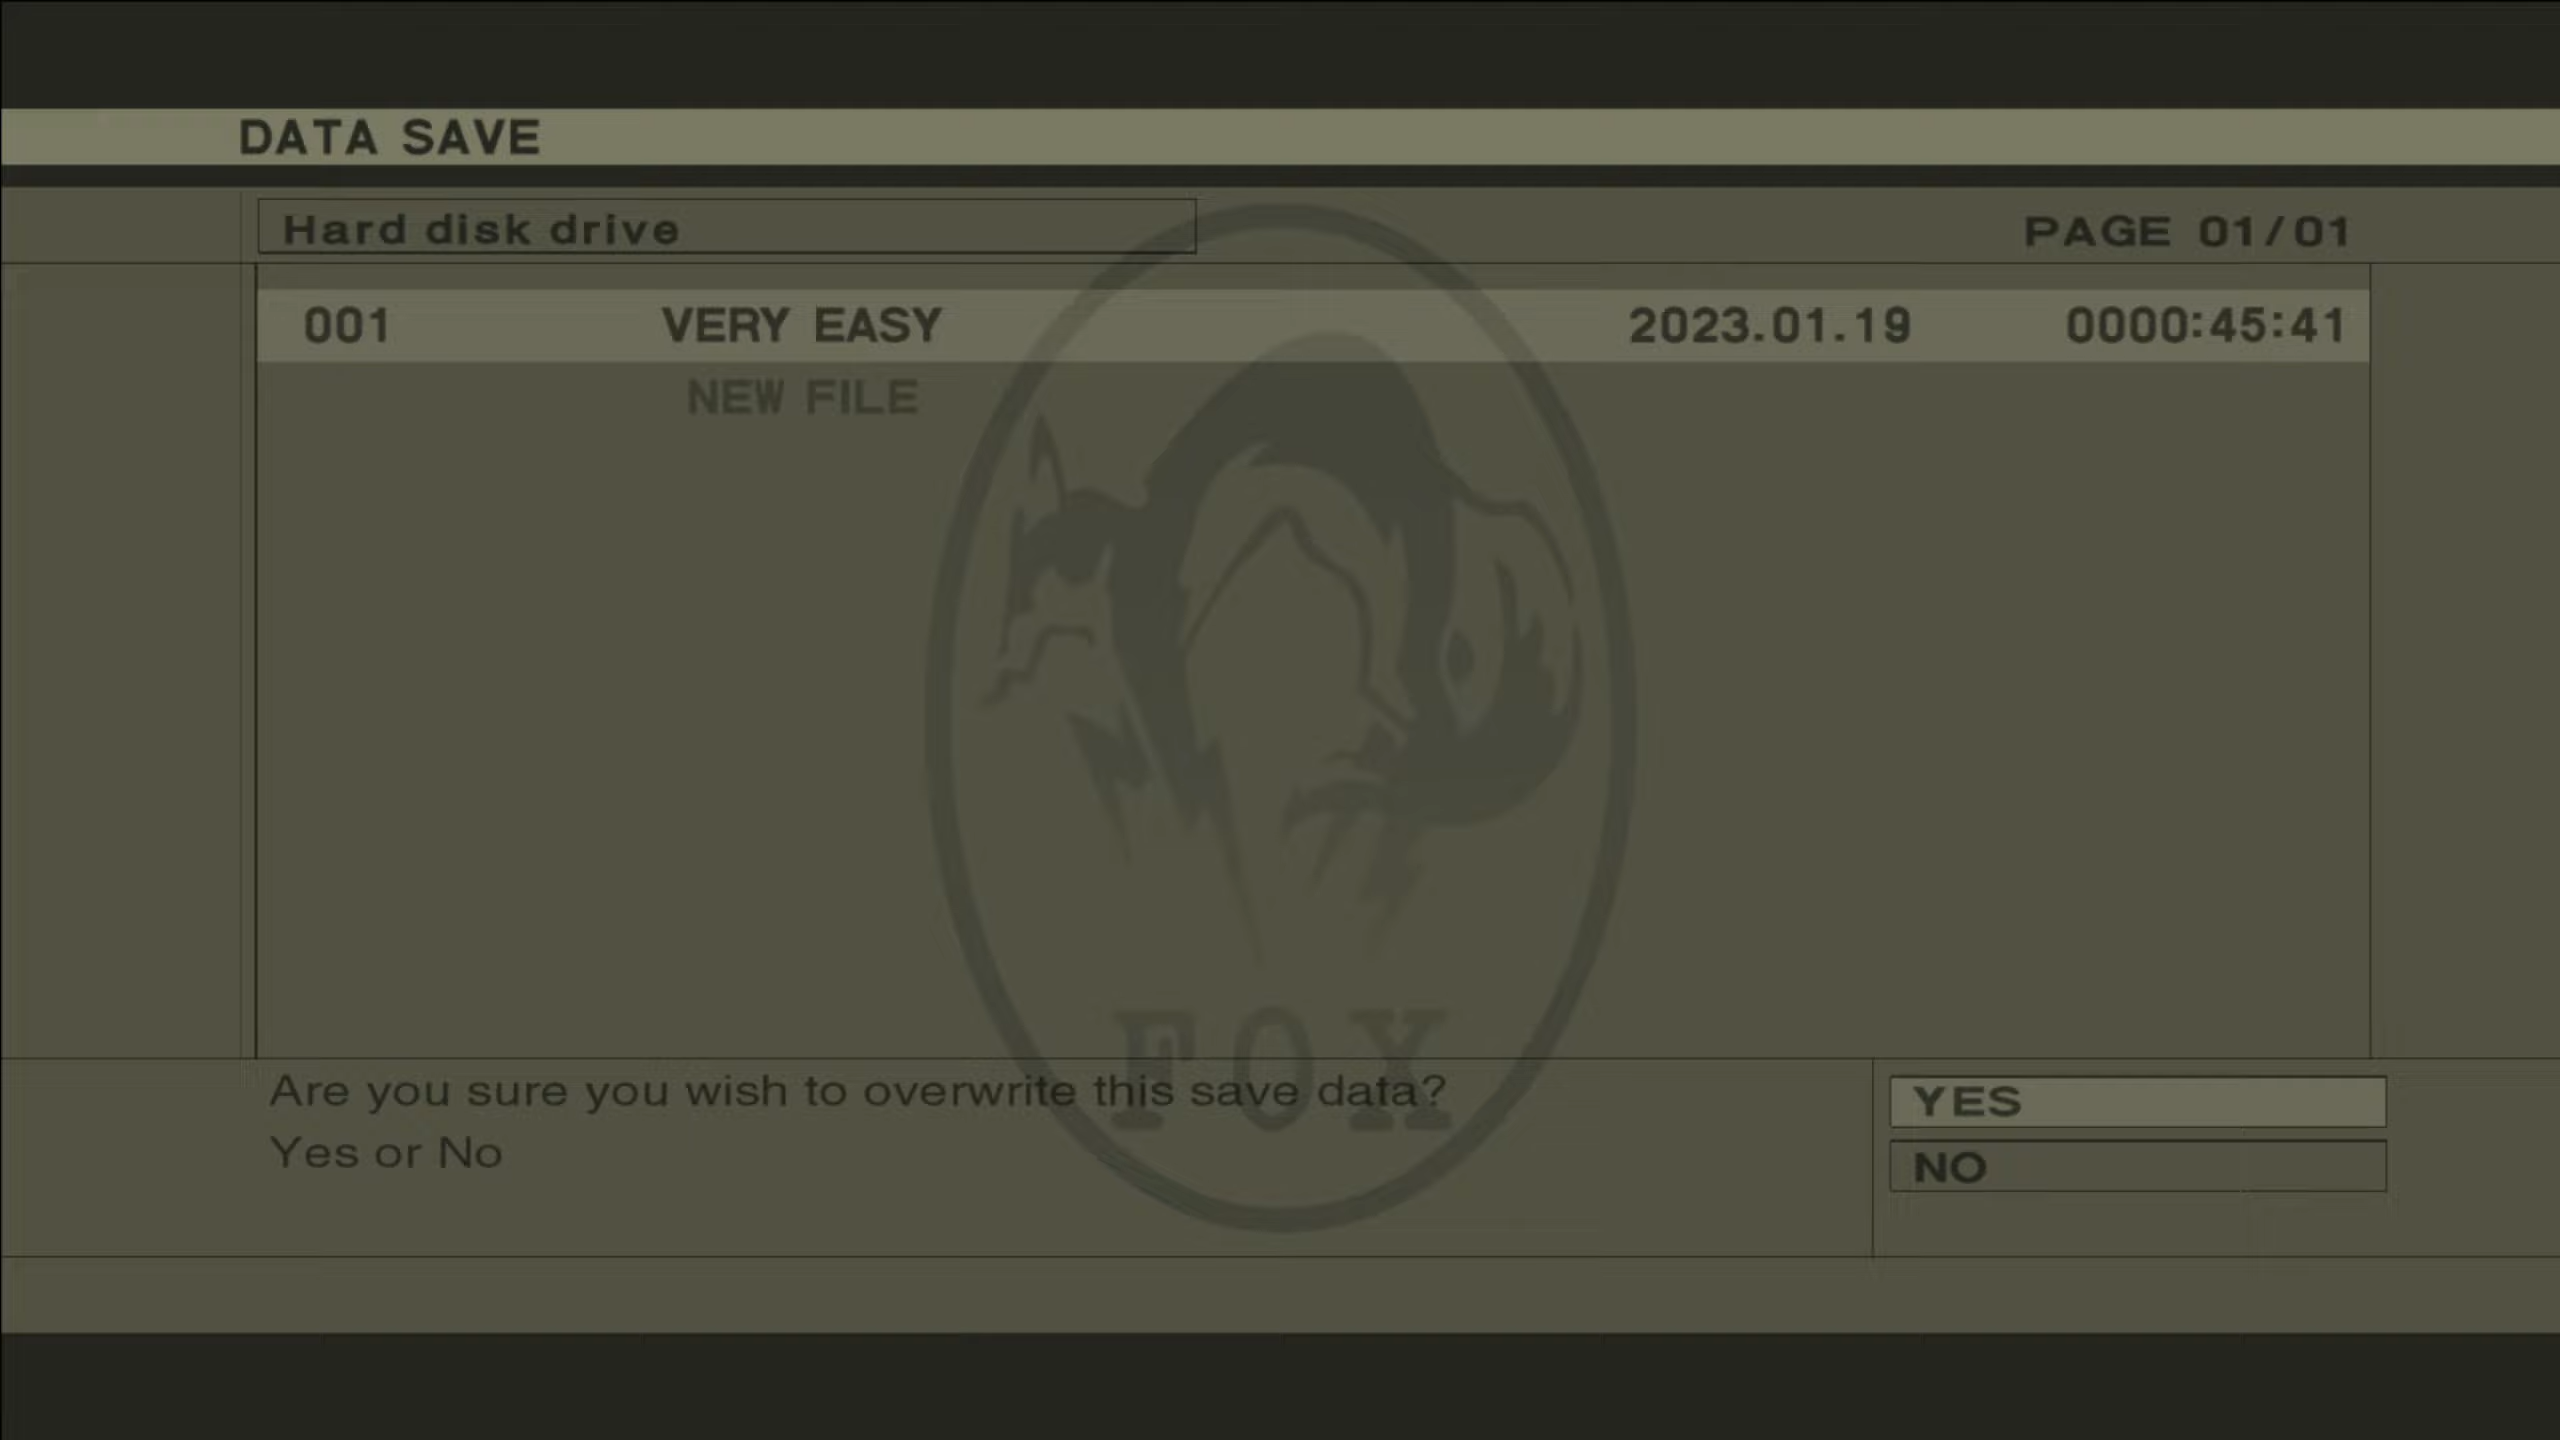 DATA SAVE
Hard disk drive PAGE 01/01
001 VERY EASY 2023.01.19 0000:45:41
NEW FILE
FOX
Are you sure you wish to overwrite this save data?
Yes or No
YES
NO